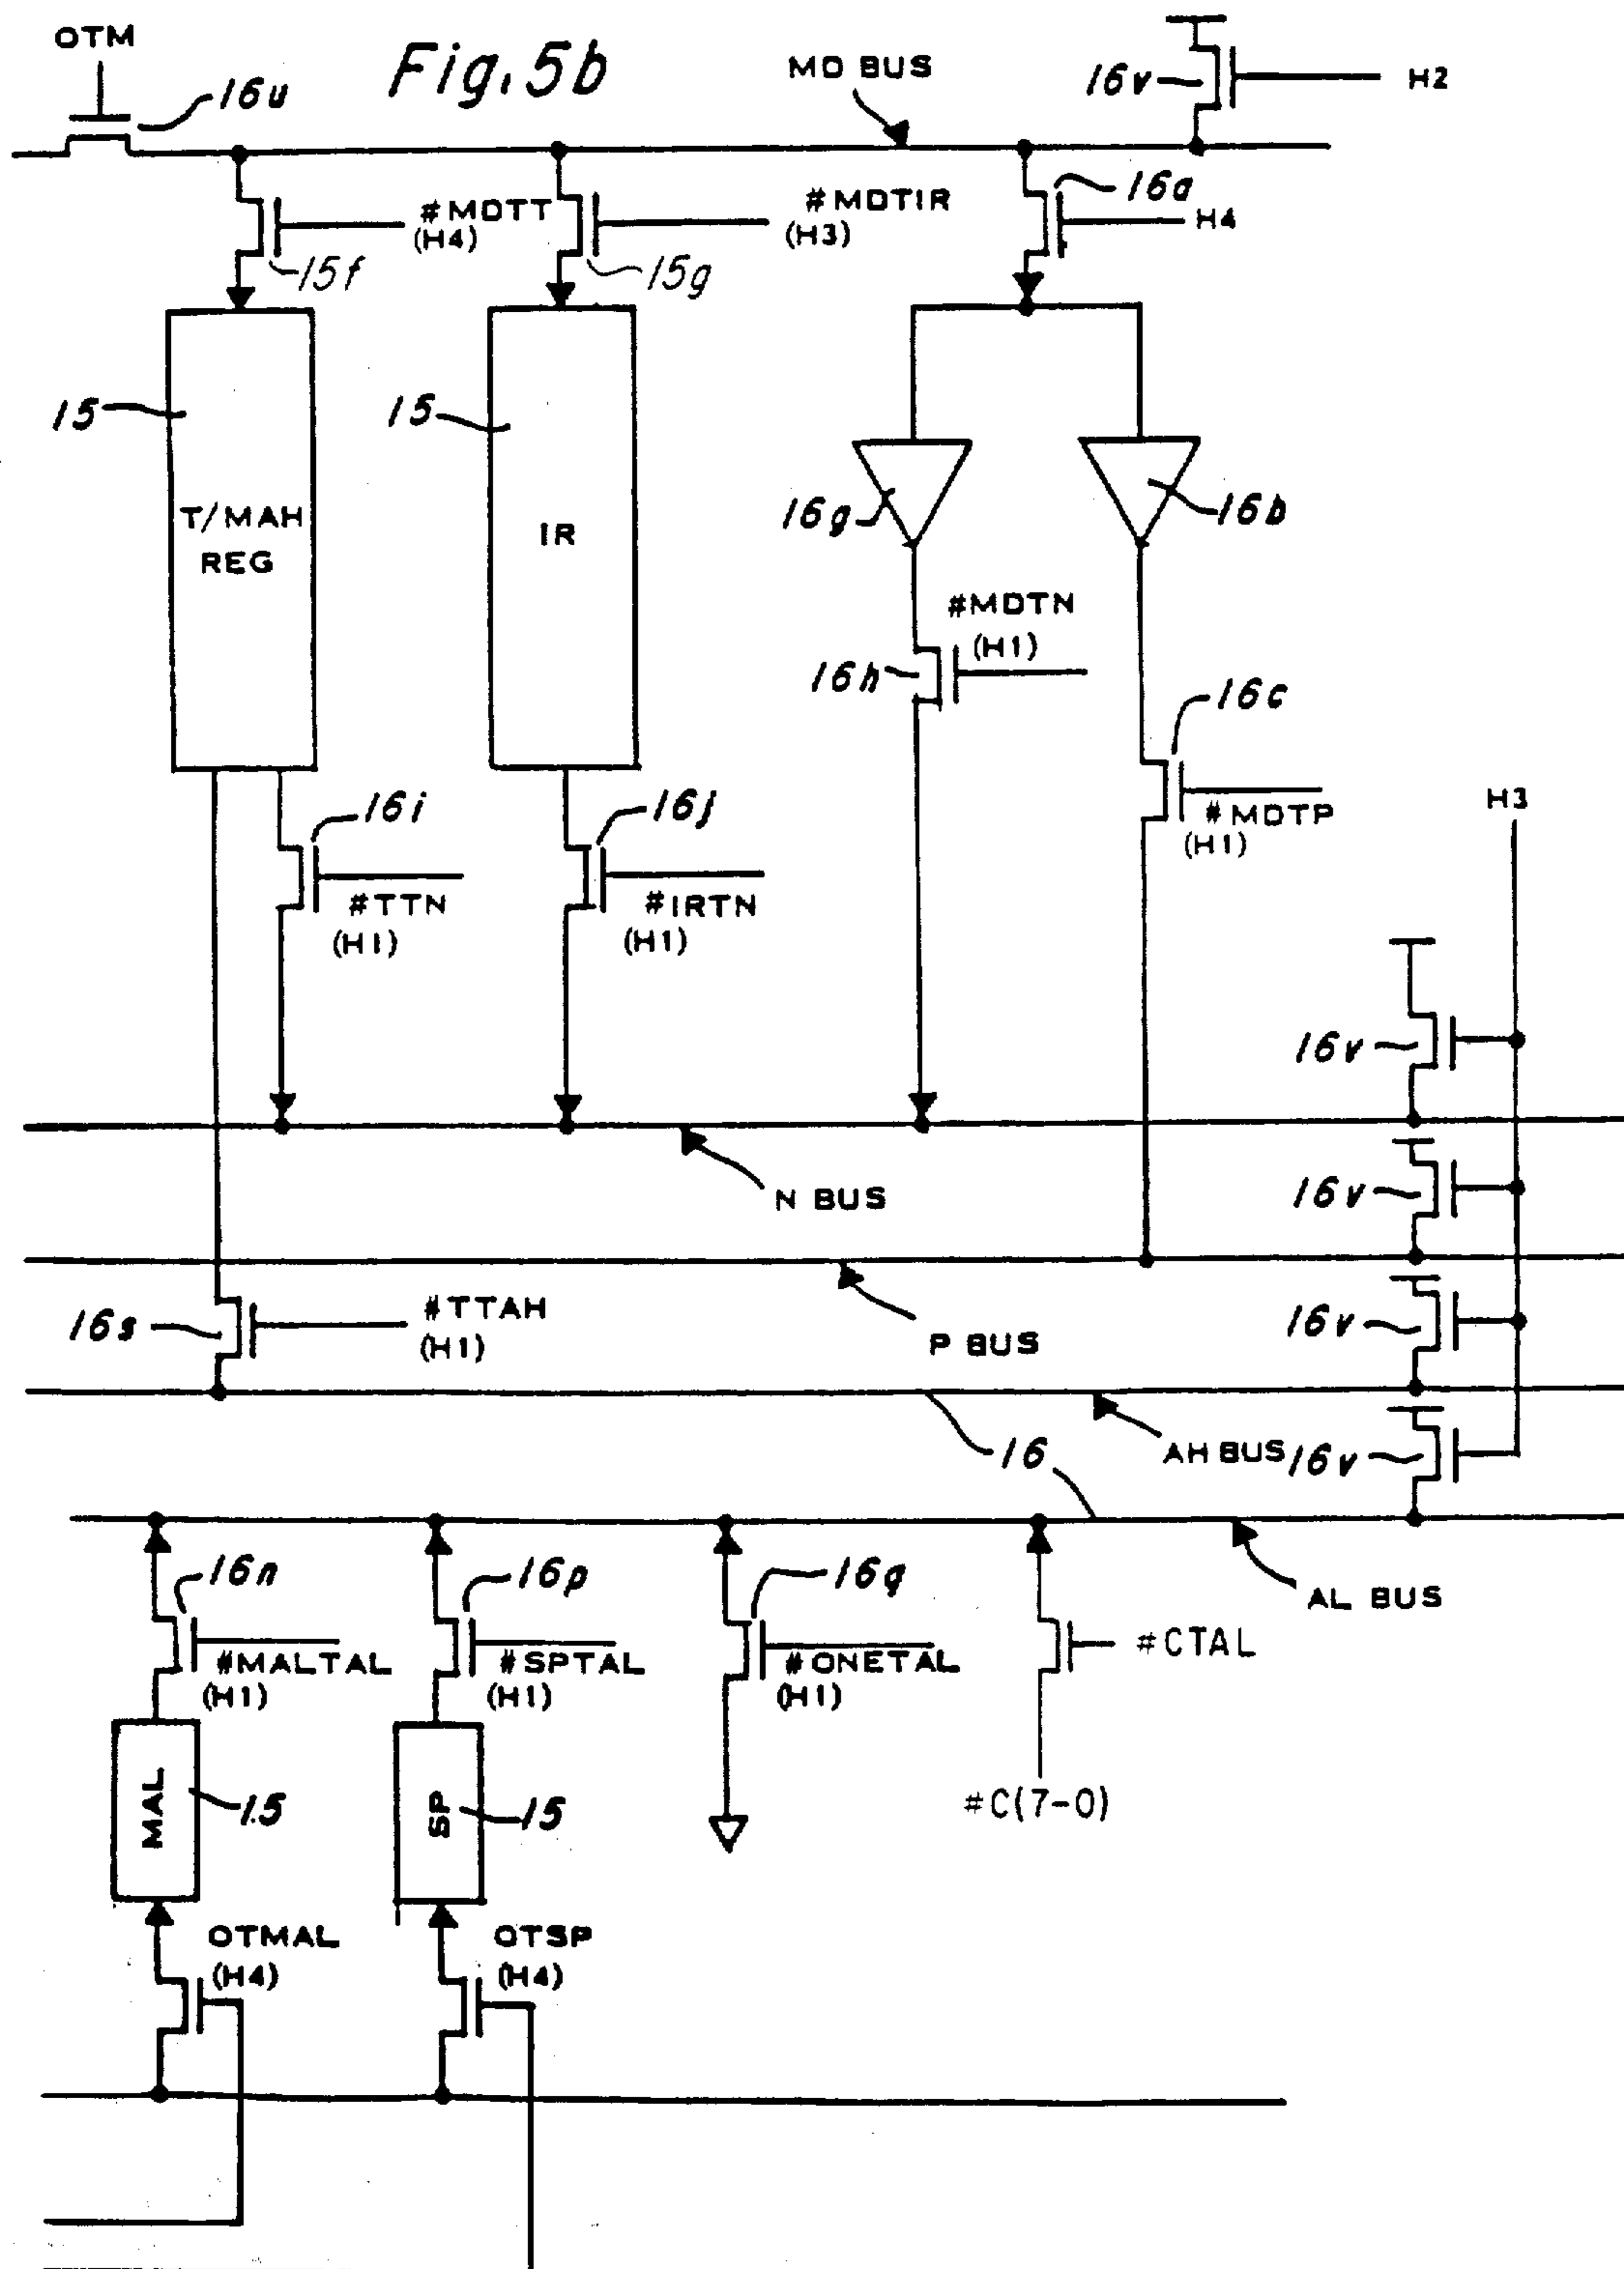 OTM
Fig. 5b
MD BUS
16v
H2
16u
16a
#MDTT
(H4)
#MDTIR
(H3)
H4
15f
15g
15
15
T/MAH
REG
IR
16g
16b
#MDTN
(H1)
16h
16c
#MDTP
(H1)
H3
16i
16j
#TTN
(H1)
#IRTN
(H1)
16v
N BUS
16v
16s
#TTAH
(H1)
P BUS
16v
16
AH BUS
16v
16n
16p
16q
AL BUS
#MALTAL
(H1)
#SPTAL
(H1)
#ONETAL
(H1)
#CTAL
MAL
15
SP
15
#C(7-0)
OTMAL
(H4)
OTSP
(H4)